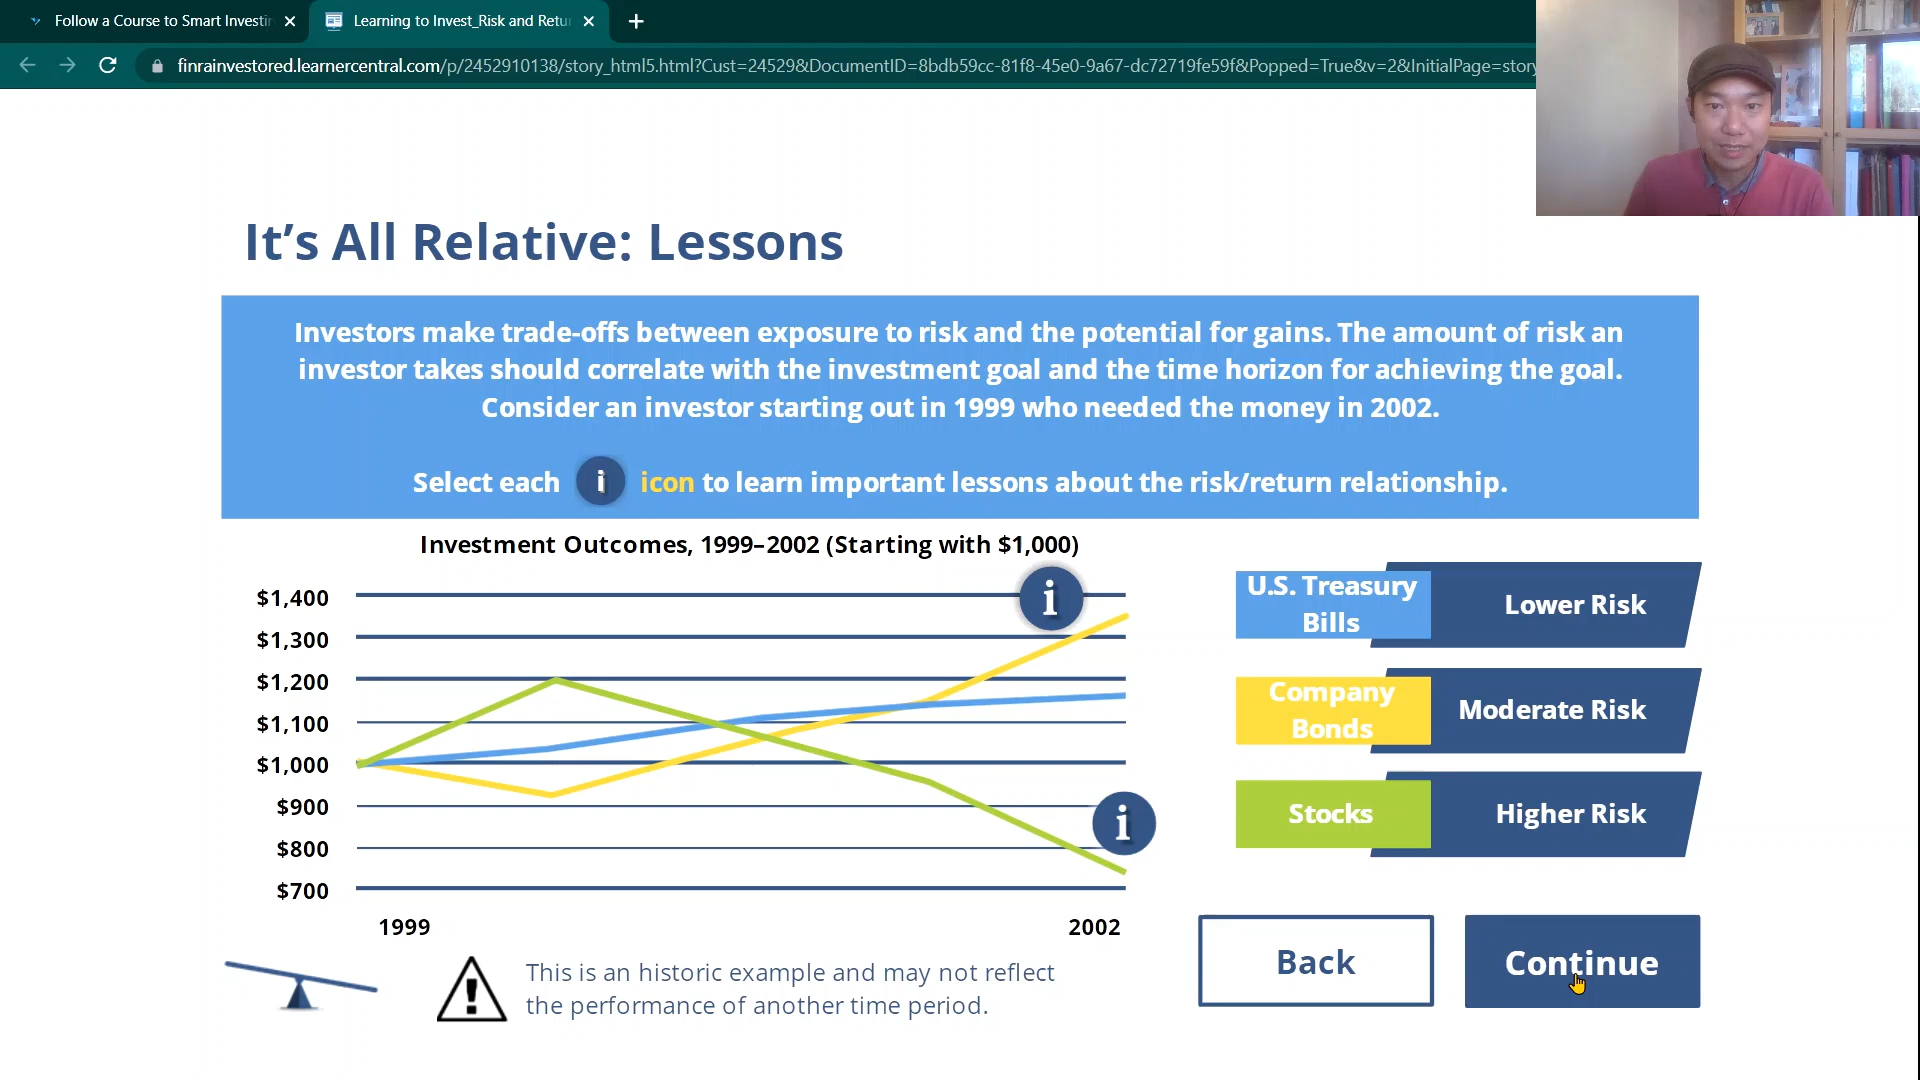 Follow a Course to Smart Investin
Learning to Invest_Risk and Retu
finrainvestored.learnercentral.com/p/2452910138/story_html5.html?Cust=24529&DocumentID=8bdb59cc-81f8-45e0-9a67-dc72719fe59f&Popped=True&v=2&InitialPage=story
It’s All Relative: Lessons
Investors make trade-offs between exposure to risk and the potential for gains. The amount of risk an
investor takes should correlate with the investment goal and the time horizon for achieving the goal.
Consider an investor starting out in 1999 who needed the money in 2002.
Select each i icon to learn important lessons about the risk/return relationship.
Investment Outcomes, 1999–2002 (Starting with $1,000)
$1,400
$1,300
$1,200
$1,100
$1,000
$900
$800
$700
1999
2002
i
i
U.S. Treasury
Bills
Lower Risk
Company
Bonds
Moderate Risk
Stocks
Higher Risk
This is an historic example and may not reflect
the performance of another time period.
Back
Continue